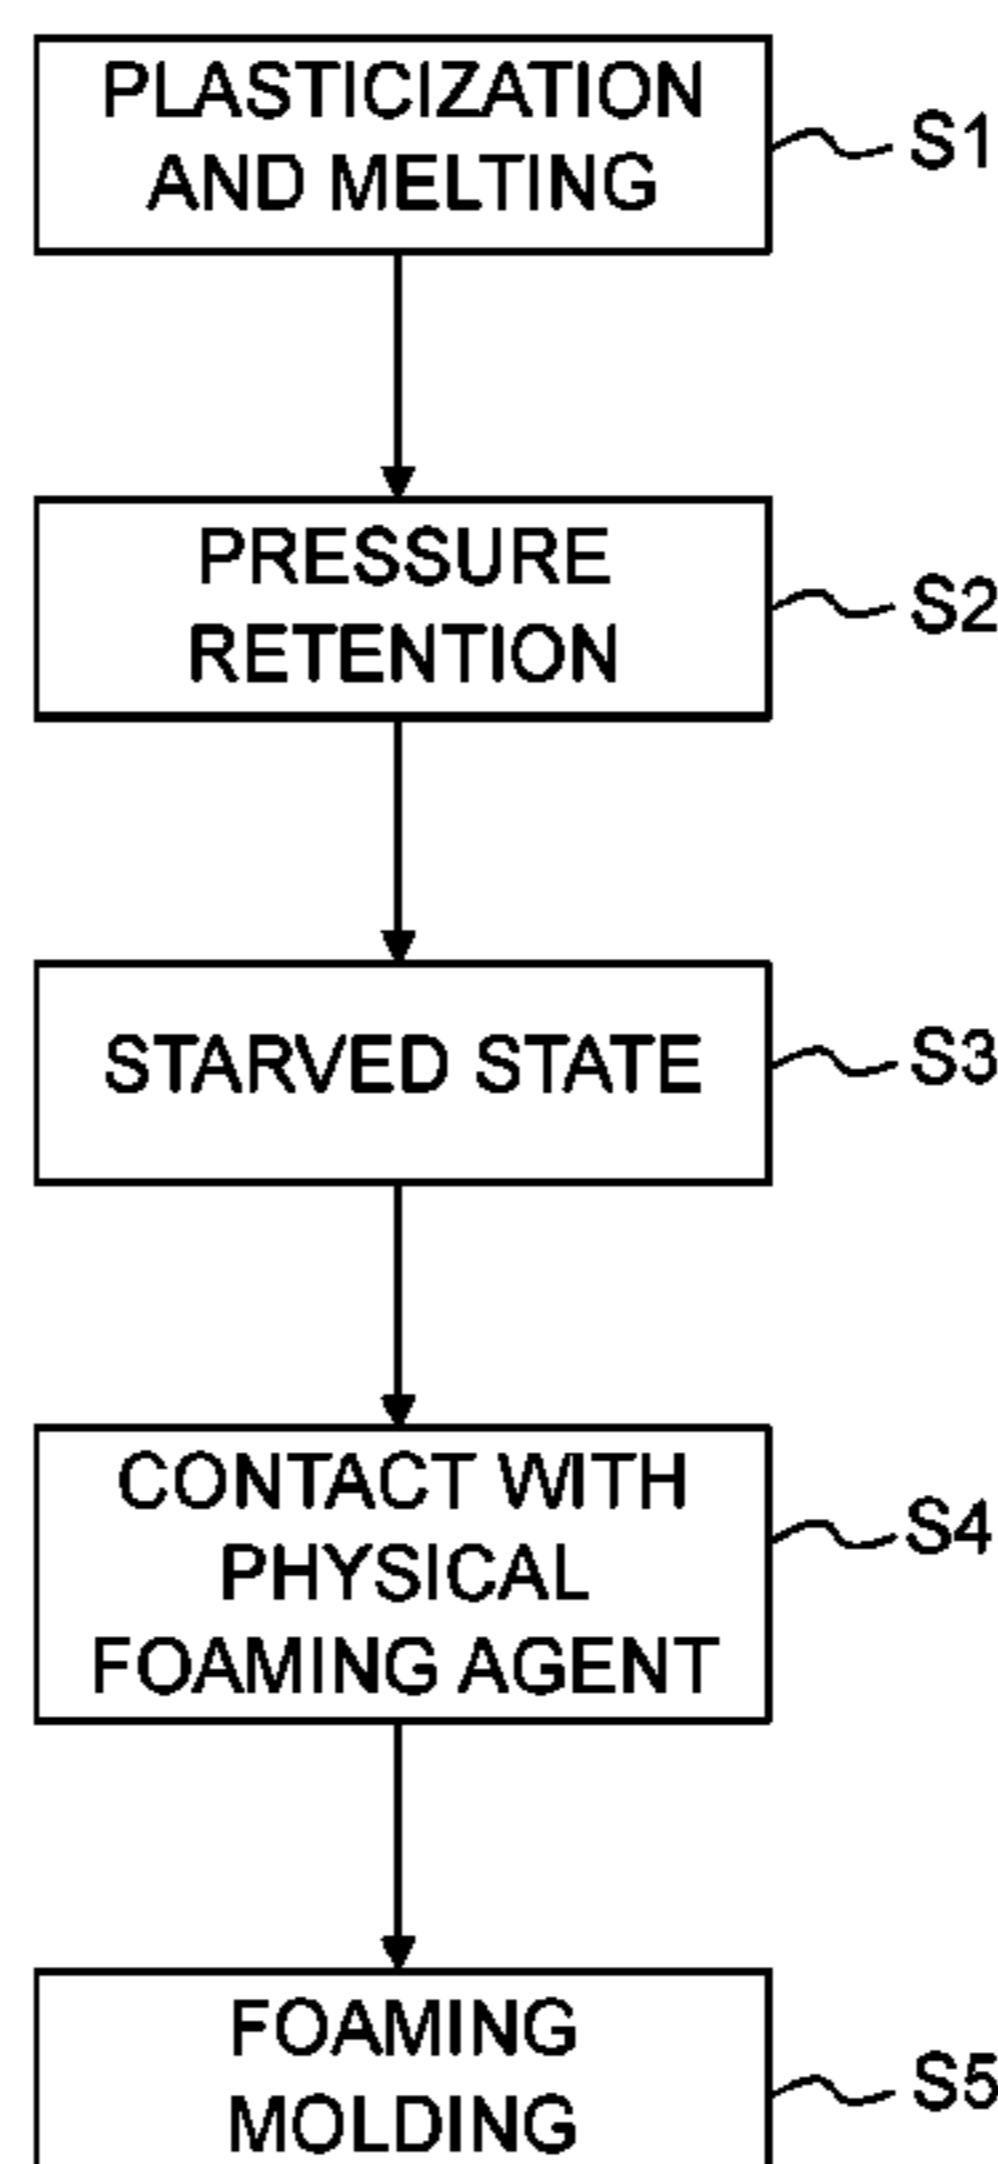 PLASTICIZATION
AND MELTING
S1
PRESSURE
RETENTION
S2
STARVED STATE
S3
CONTACT WITH
PHYSICAL
FOAMING AGENT
S4
FOAMING
MOLDING
S5